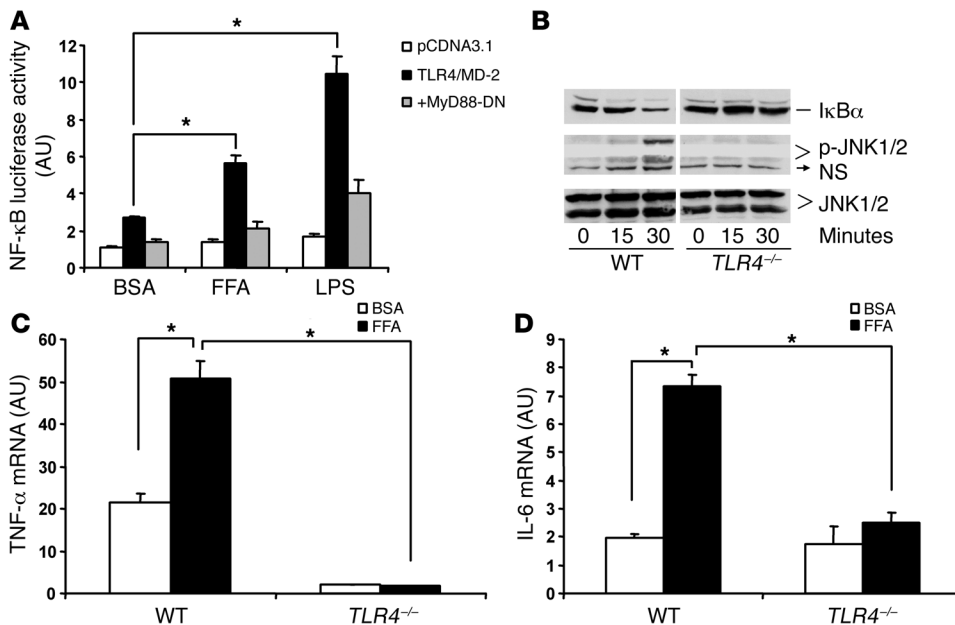 A
NF-κB luciferase activity
(AU)
12
10
8
6
4
2
0
*
*
BSA
FFA
LPS
pCDNA3.1
TLR4/MD-2
+MyD88-DN
B
IκBα
p-JNK1/2
NS
JNK1/2
0 15 30 0 15 30 Minutes
WT TLR4–/–
C
BSA
FFA
TNF-α mRNA (AU)
60
50
40
30
20
10
0
*
*
WT TLR4–/–
D
BSA
FFA
IL-6 mRNA (AU)
9
8
7
6
5
4
3
2
1
0
*
*
WT TLR4–/–